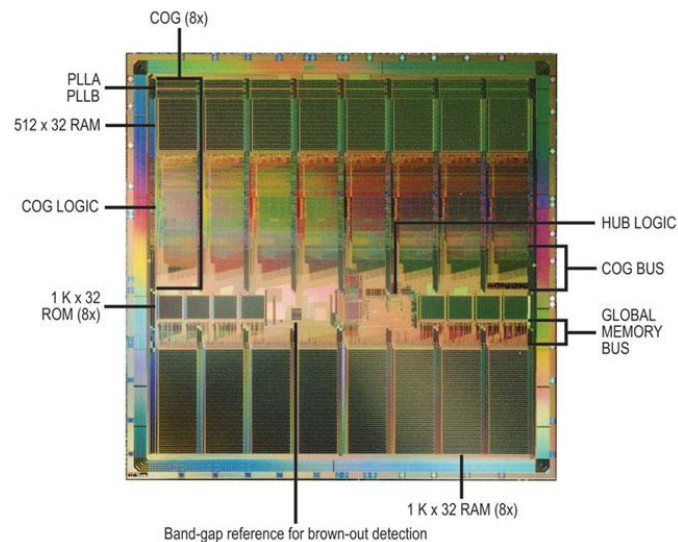 COG (8x)
PLLA
PLLB
512 x 32 RAM
COG LOGIC
HUB LOGIC
COG BUS
1 K x 32
ROM (8x)
GLOBAL
MEMORY
BUS
1 K x 32 RAM (8x)
Band-gap reference for brown-out detection